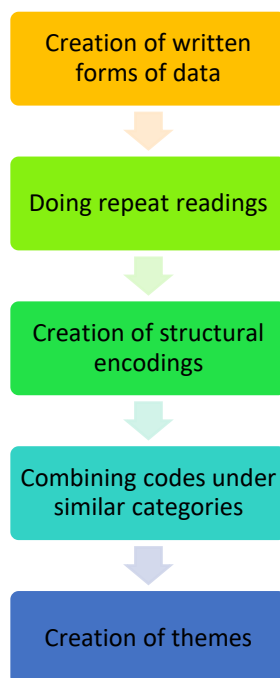 Creation of written
forms of data
Doing repeat readings
Creation of structural
encodings
Combining codes under
similar categories
Creation of themes